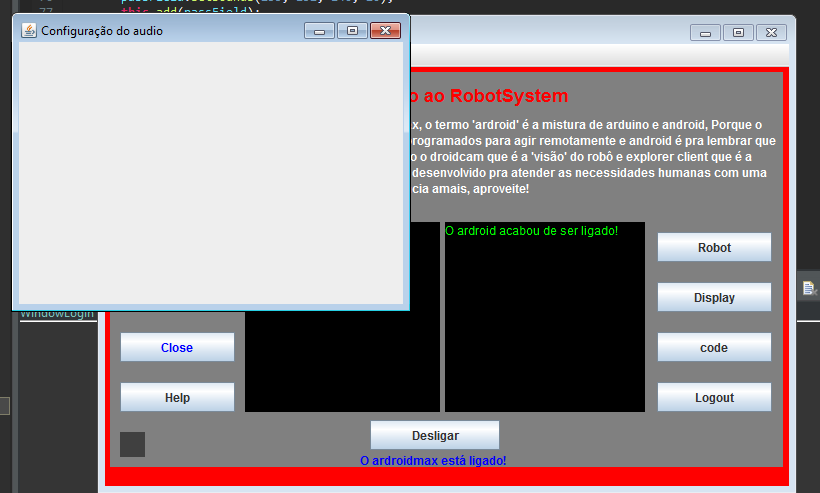 77
this.add(passField);
Configuração do audio
o ao RobotSystem
x, o termo 'ardroid' é a mistura de arduino e android, Porque o
rogramados para agir remotamente e android é pra lembrar que
o o droidcam que é a 'visão' do robô e explorer client que é a
desenvolvido pra atender as necessidades humanas com uma
cia amais, aproveite!
O ardroid acabou de ser ligado!
Robot
Display
WindowLogin
Close
code
Help
Logout
Desligar
O ardroidmax está ligado!